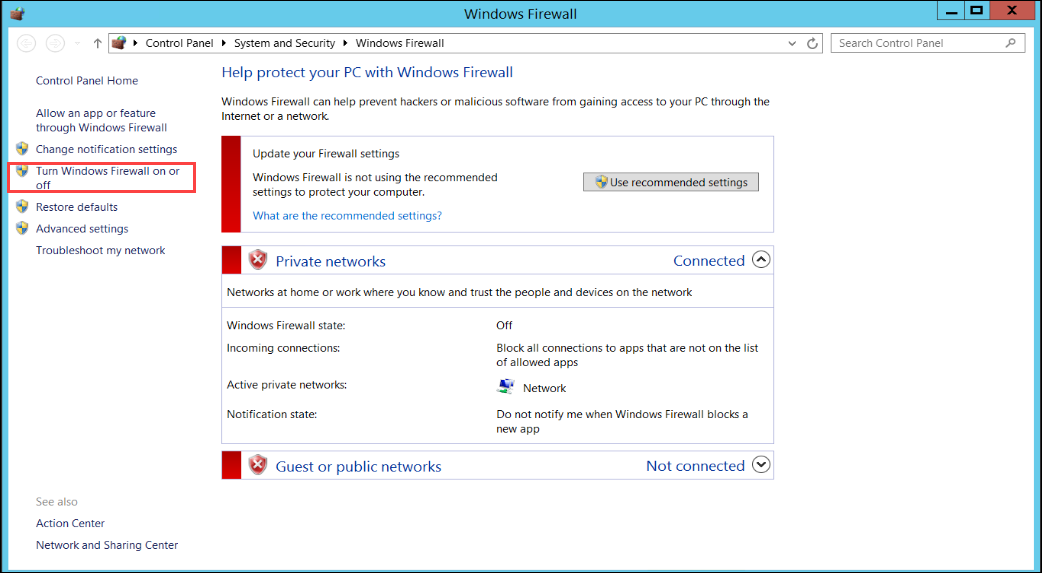 Windows Firewall
Control Panel System and Security Windows Firewall
Search Control Panel
Control Panel Home
Allow an app or feature
through Windows Firewall
Change notification settings
Turn Windows Firewall on or
off
Restore defaults
Advanced settings
Troubleshoot my network
See also
Action Center
Network and Sharing Center
Help protect your PC with Windows Firewall
Windows Firewall can help prevent hackers or malicious software from gaining access to your PC through the
Internet or a network.
Update your Firewall settings
Windows Firewall is not using the recommended
settings to protect your computer.
Use recommended settings
What are the recommended settings?
Private networks Connected
Networks at home or work where you know and trust the people and devices on the network
Windows Firewall state: Off
Incoming connections: Block all connections to apps that are not on the list
of allowed apps
Active private networks: Network
Notification state: Do not notify me when Windows Firewall blocks a
new app
Guest or public networks Not connected